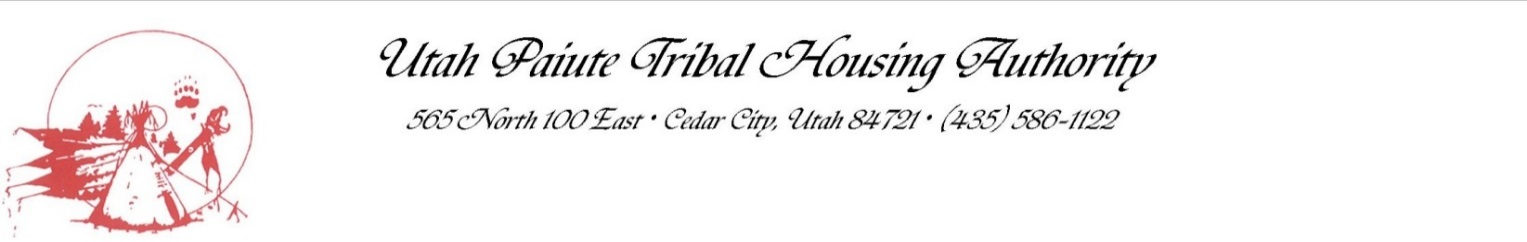 Utah Paiute Tribal Housing Authority
565 North 100 East • Cedar City, Utah 84721 • (435) 586-1122